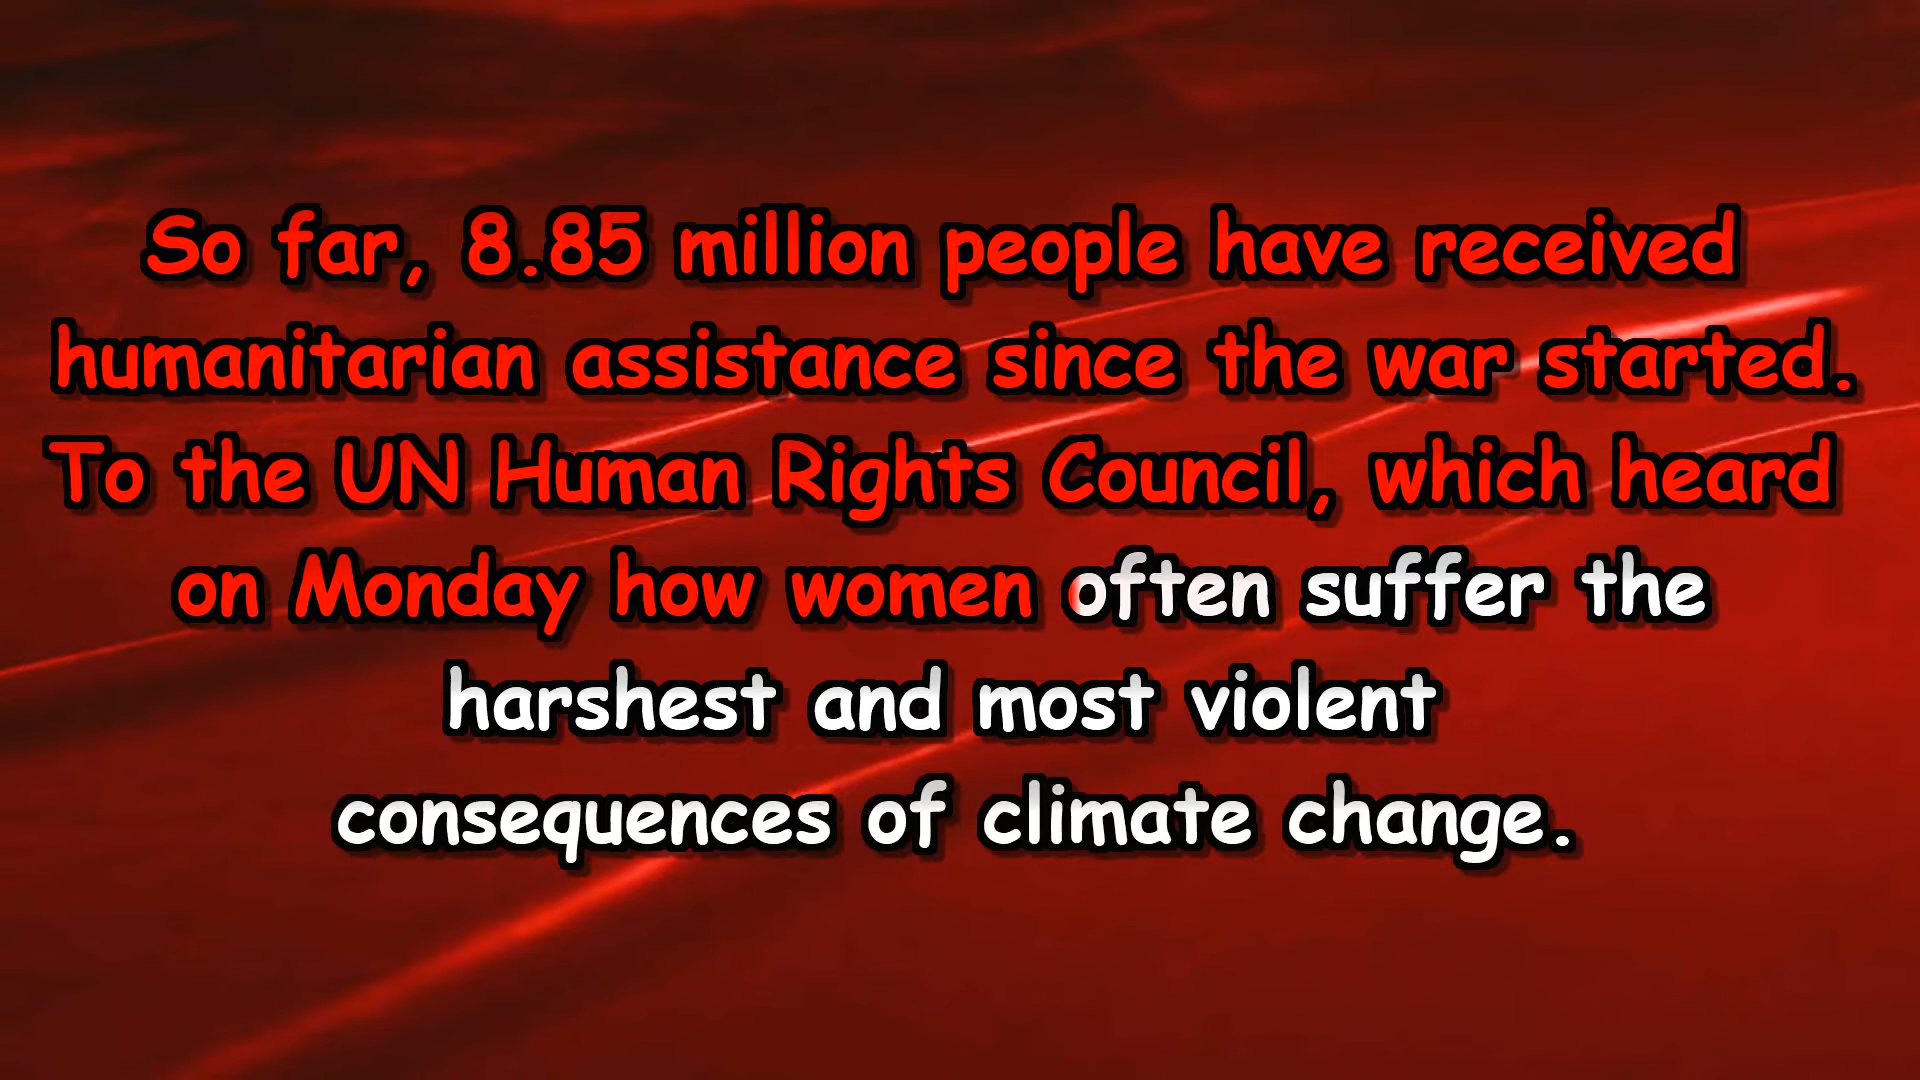 So far, 8.85 million people have received
humanitarian assistance since the war started.
To the UN Human Rights Council, which heard
on Monday how women often suffer the
harshest and most violent
consequences of climate change.